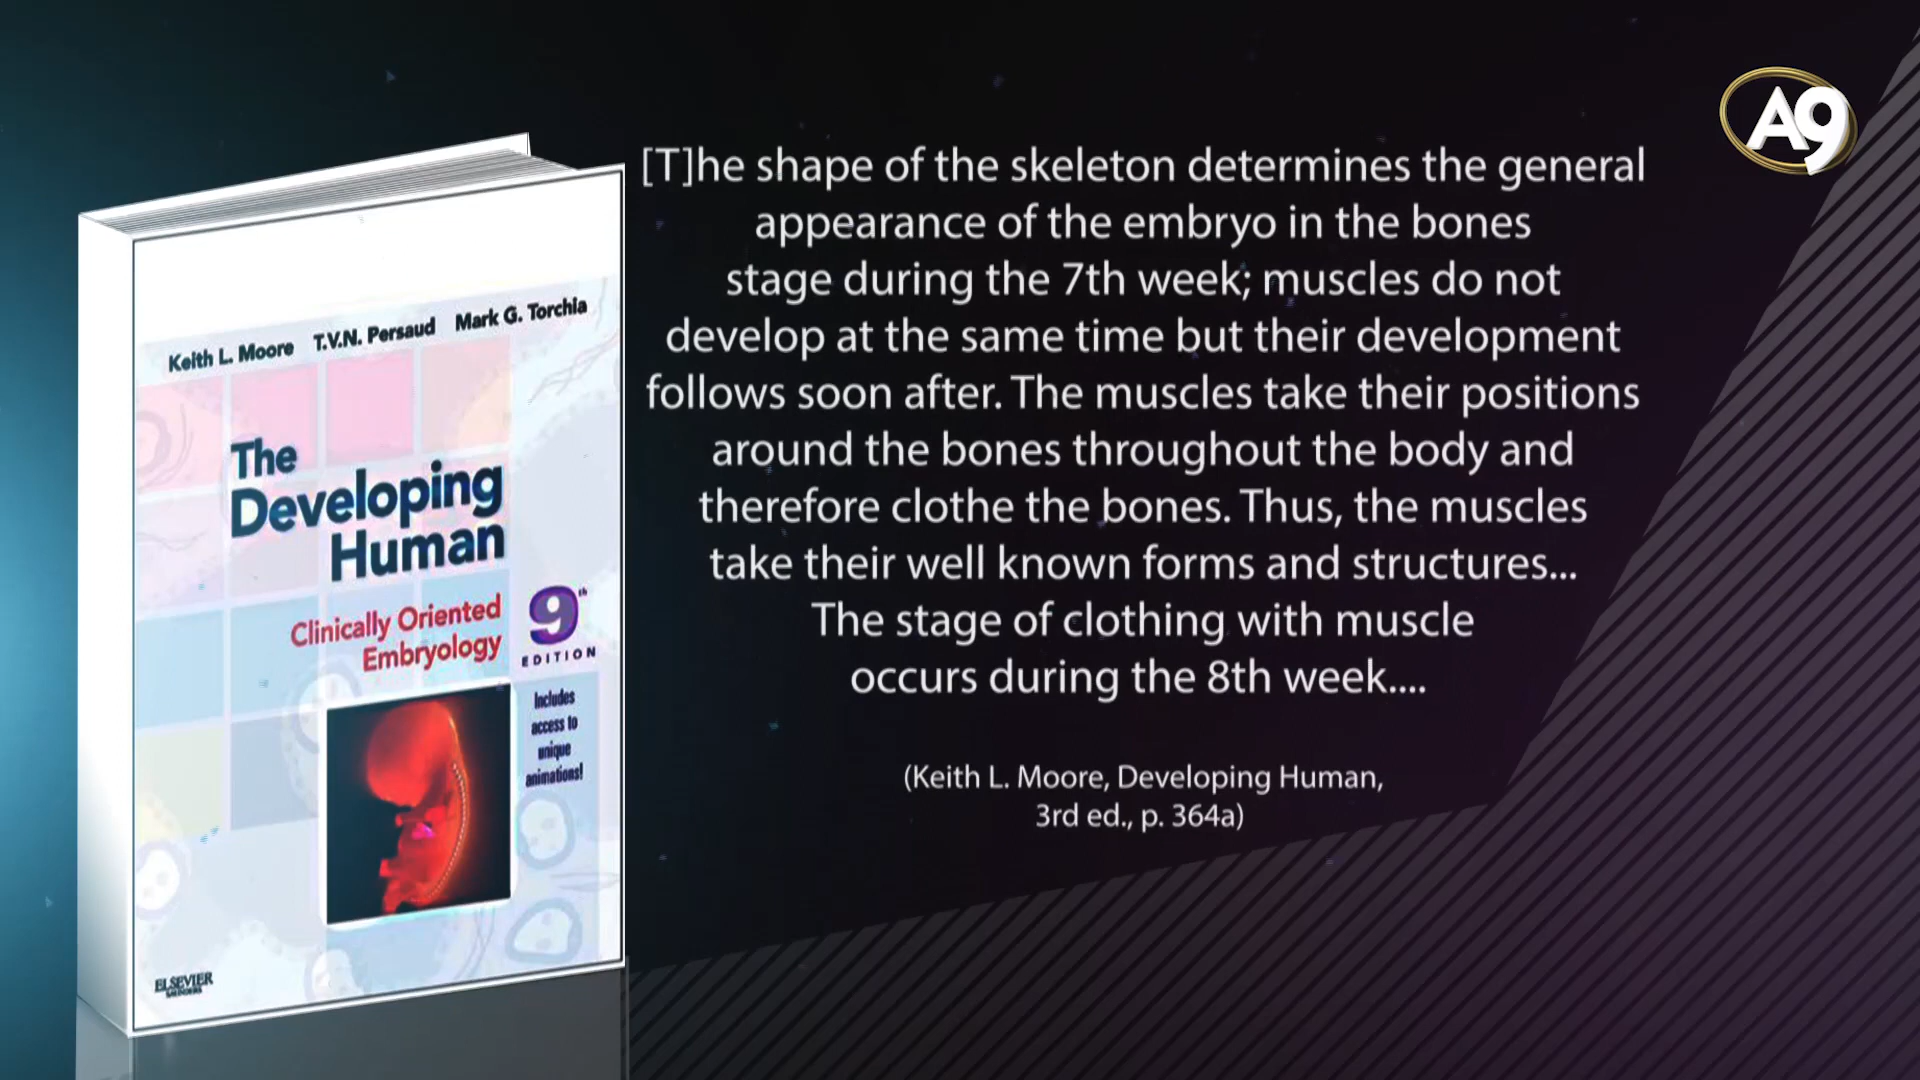 A9
[T]he shape of the skeleton determines the general
appearance of the embryo in the bones
stage during the 7th week; muscles do not
develop at the same time but their development
follows soon after. The muscles take their positions
around the bones throughout the body and
therefore clothe the bones. Thus, the muscles
take their well known forms and structures...
The stage of clothing with muscle
occurs during the 8th week....
(Keith L. Moore, Developing Human,
3rd ed., p. 364a)
Keith L. Moore T.V.N. Persaud Mark G. Torchia
The
Developing
Human
Clinically Oriented
Embryology
9th
EDITION
Includes
access to
unique
animations!
ELSEVIER
SAUNDERS